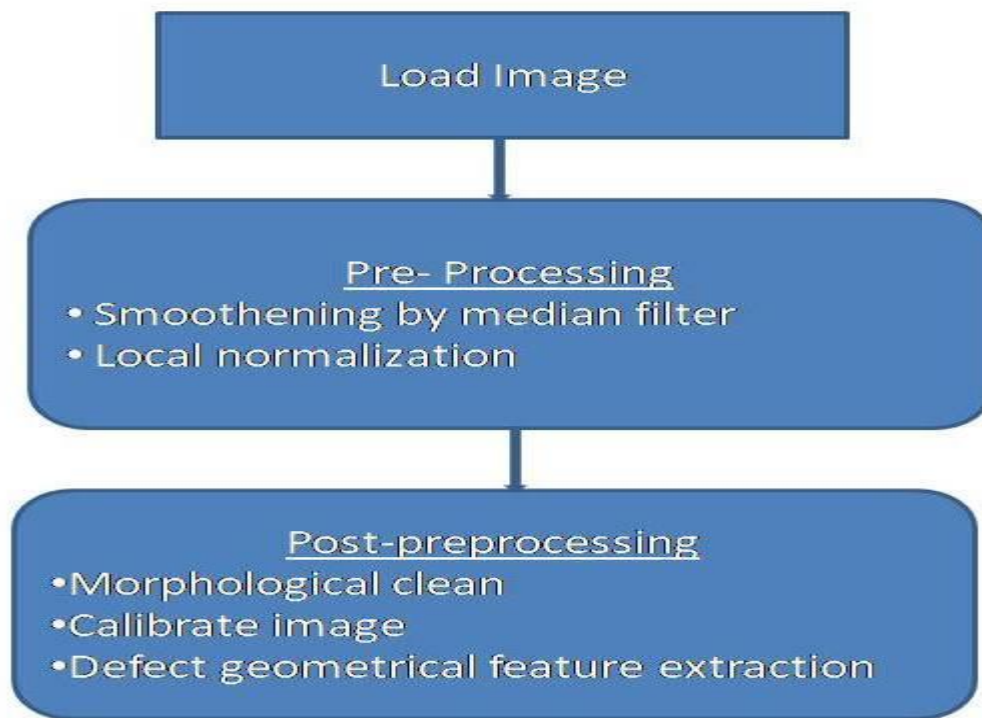 Load Image
Pre- Processing
• Smoothening by median filter
• Local normalization
Post-preprocessing
•Morphological clean
•Calibrate image
•Defect geometrical feature extraction